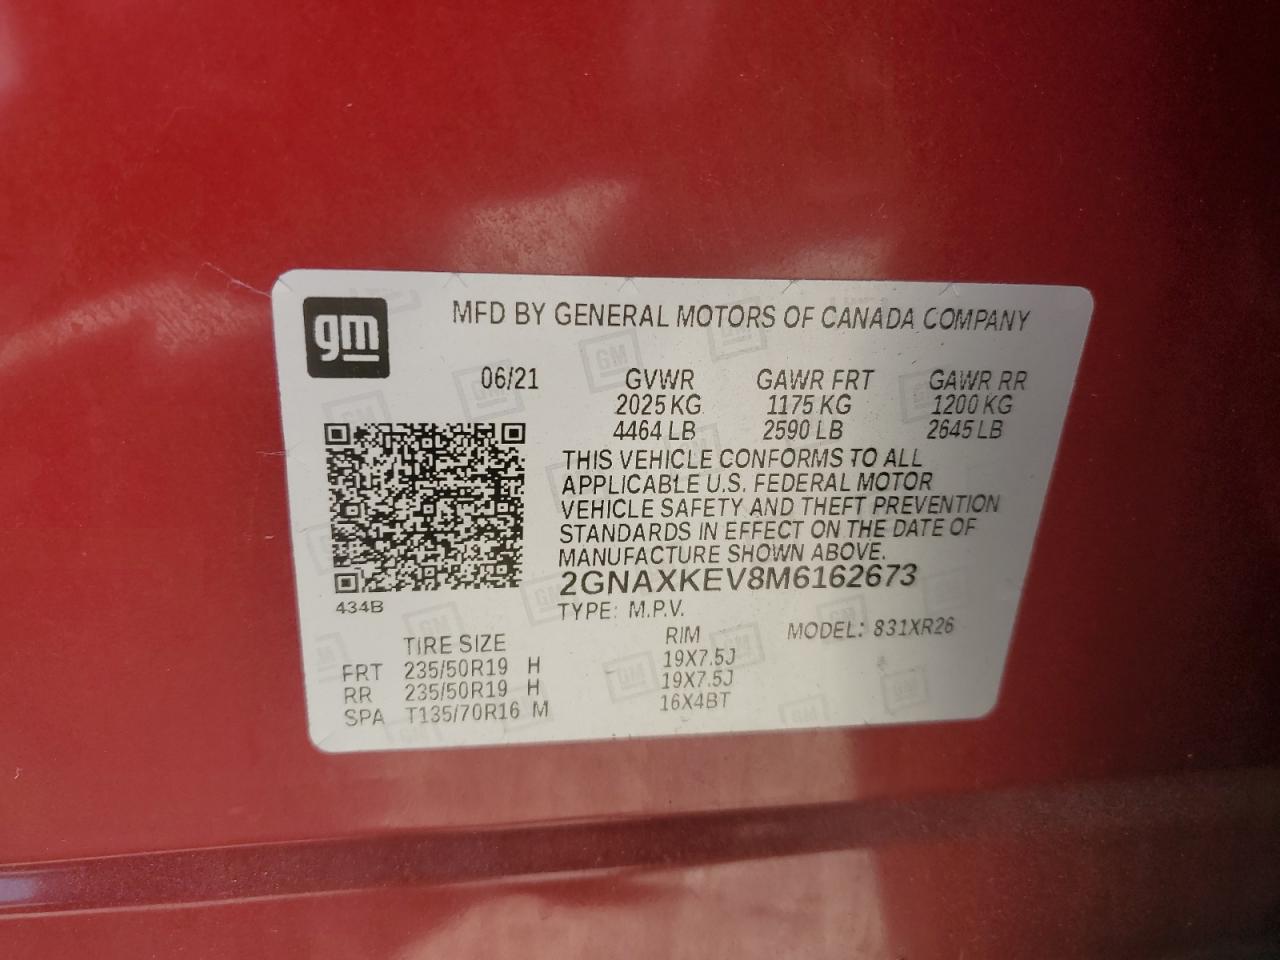 gm
MFD BY GENERAL MOTORS OF CANADA COMPANY
06/21 GVWR GAWR FRT GAWR RR
2025 KG 1175 KG 1200 KG
4464 LB 2590 LB 2645 LB
THIS VEHICLE CONFORMS TO ALL
APPLICABLE U.S. FEDERAL MOTOR
VEHICLE SAFETY AND THEFT PREVENTION
STANDARDS IN EFFECT ON THE DATE OF
MANUFACTURE SHOWN ABOVE.
2GNAXKEV8M6162673
434B
TYPE: M.P.V.
TIRE SIZE RIM MODEL: 831XR26
FRT 235/50R19 H 19X7.5J
RR 235/50R19 H 19X7.5J
SPA T135/70R16 M 16X4BT